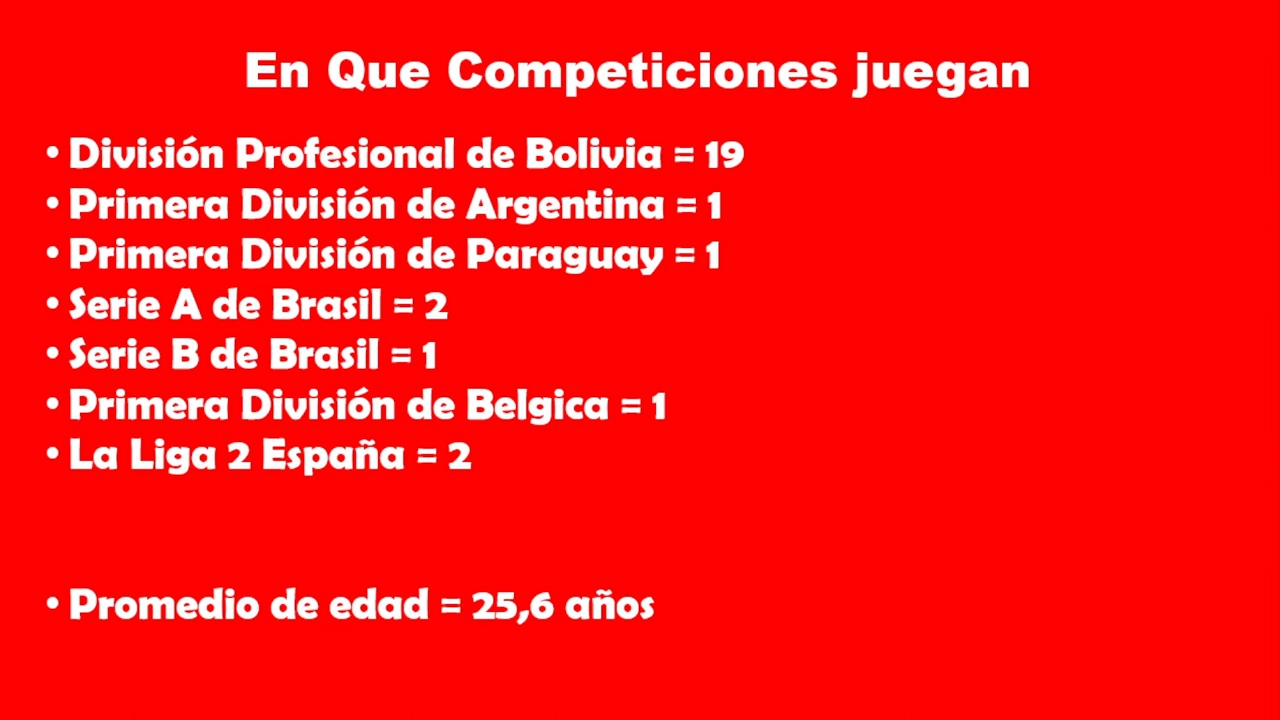 En Que Competiciones juegan
• División Profesional de Bolivia = 19
• Primera División de Argentina = 1
• Primera División de Paraguay = 1
• Serie A de Brasil = 2
• Serie B de Brasil = 1
• Primera División de Belgica = 1
• La Liga 2 España = 2
• Promedio de edad = 25,6 años